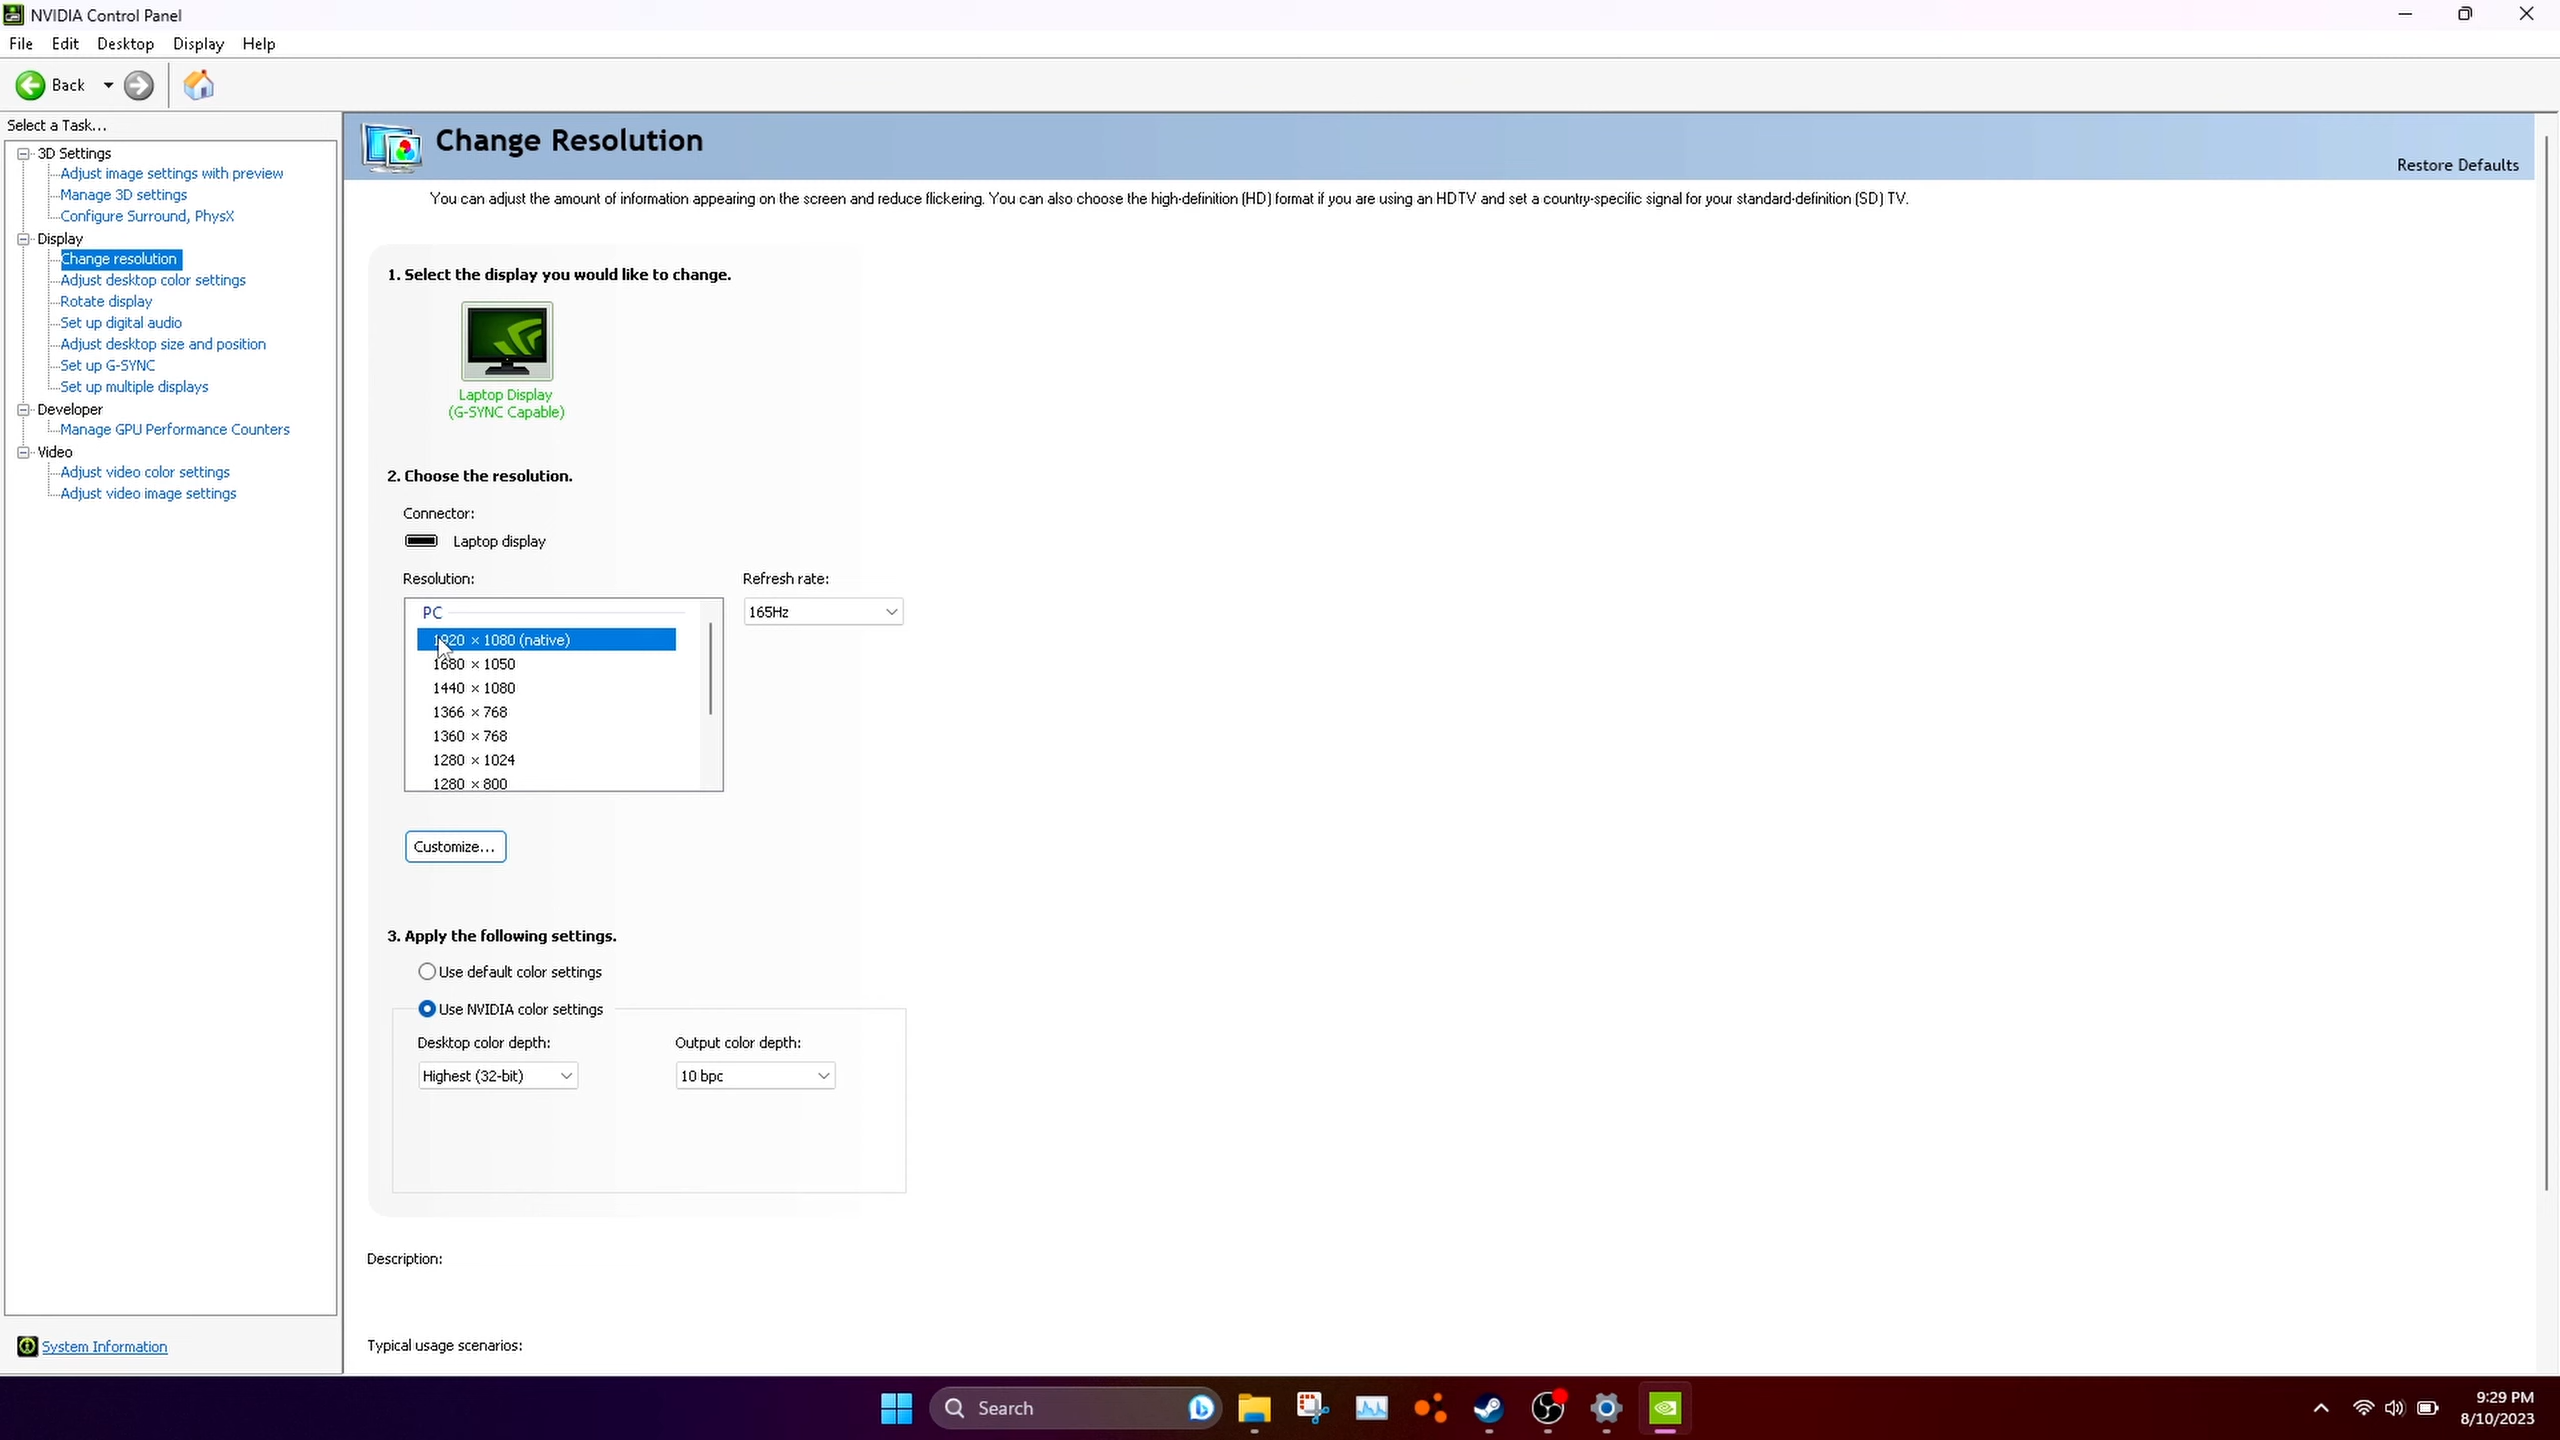 NVIDIA Control Panel
File Edit Desktop Display Help
Back
Select a Task...
3D Settings
Adjust image settings with preview
Manage 3D settings
Configure Surround, PhysX
Display
Change resolution
Adjust desktop color settings
Rotate display
Set up digital audio
Adjust desktop size and position
Set up G-SYNC
Set up multiple displays
Developer
Manage GPU Performance Counters
Video
Adjust video color settings
Adjust video image settings
System Information
Change Resolution
Restore Defaults
You can adjust the amount of information appearing on the screen and reduce flickering. You can also choose the high-definition (HD) format if you are using an HDTV and set a country-specific signal for your standard-definition (SD) TV.
1. Select the display you would like to change.
Laptop Display
(G-SYNC Capable)
2. Choose the resolution.
Connector:
Laptop display
Resolution:
Refresh rate:
PC
165Hz
1920 × 1080 (native)
1680 × 1050
1440 × 1080
1366 × 768
1360 × 768
1280 × 1024
1280 × 800
Customize...
3. Apply the following settings.
Use default color settings
Use NVIDIA color settings
Desktop color depth:
Output color depth:
Highest (32-bit)
10 bpc
Description:
Typical usage scenarios:
Search
9:29 PM
8/10/2023